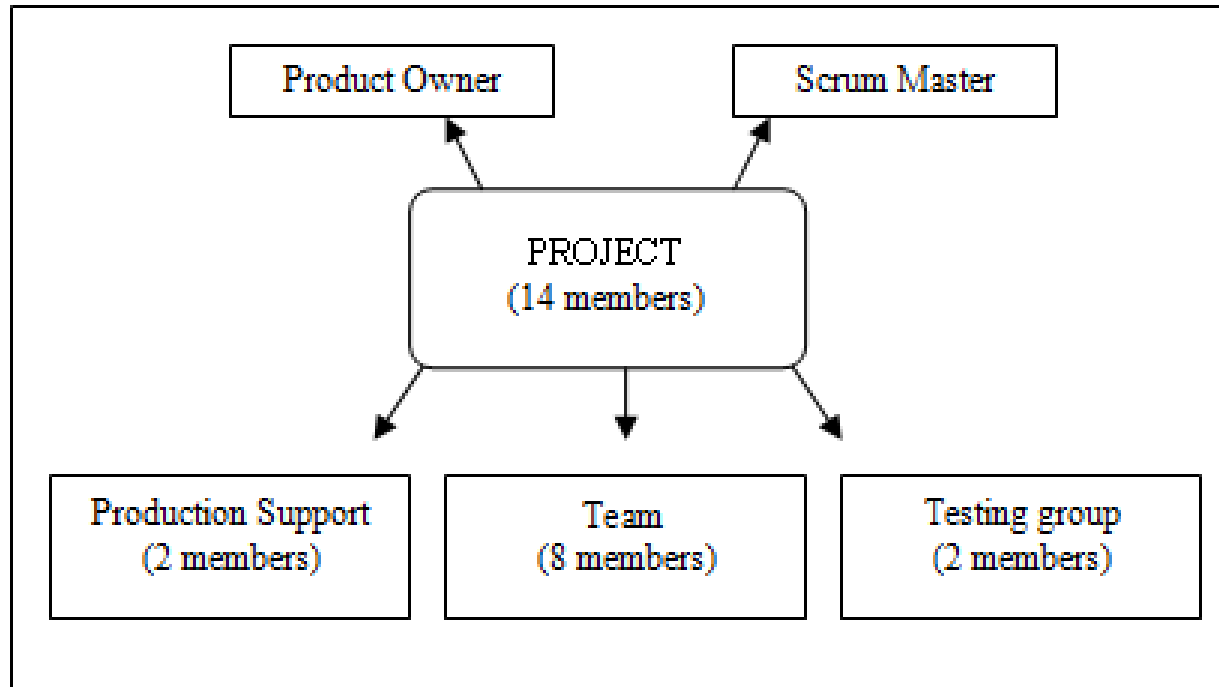 Product Owner
Scrum Master
PROJECT
(14 members)
Production Support
(2 members)
Team
(8 members)
Testing group
(2 members)